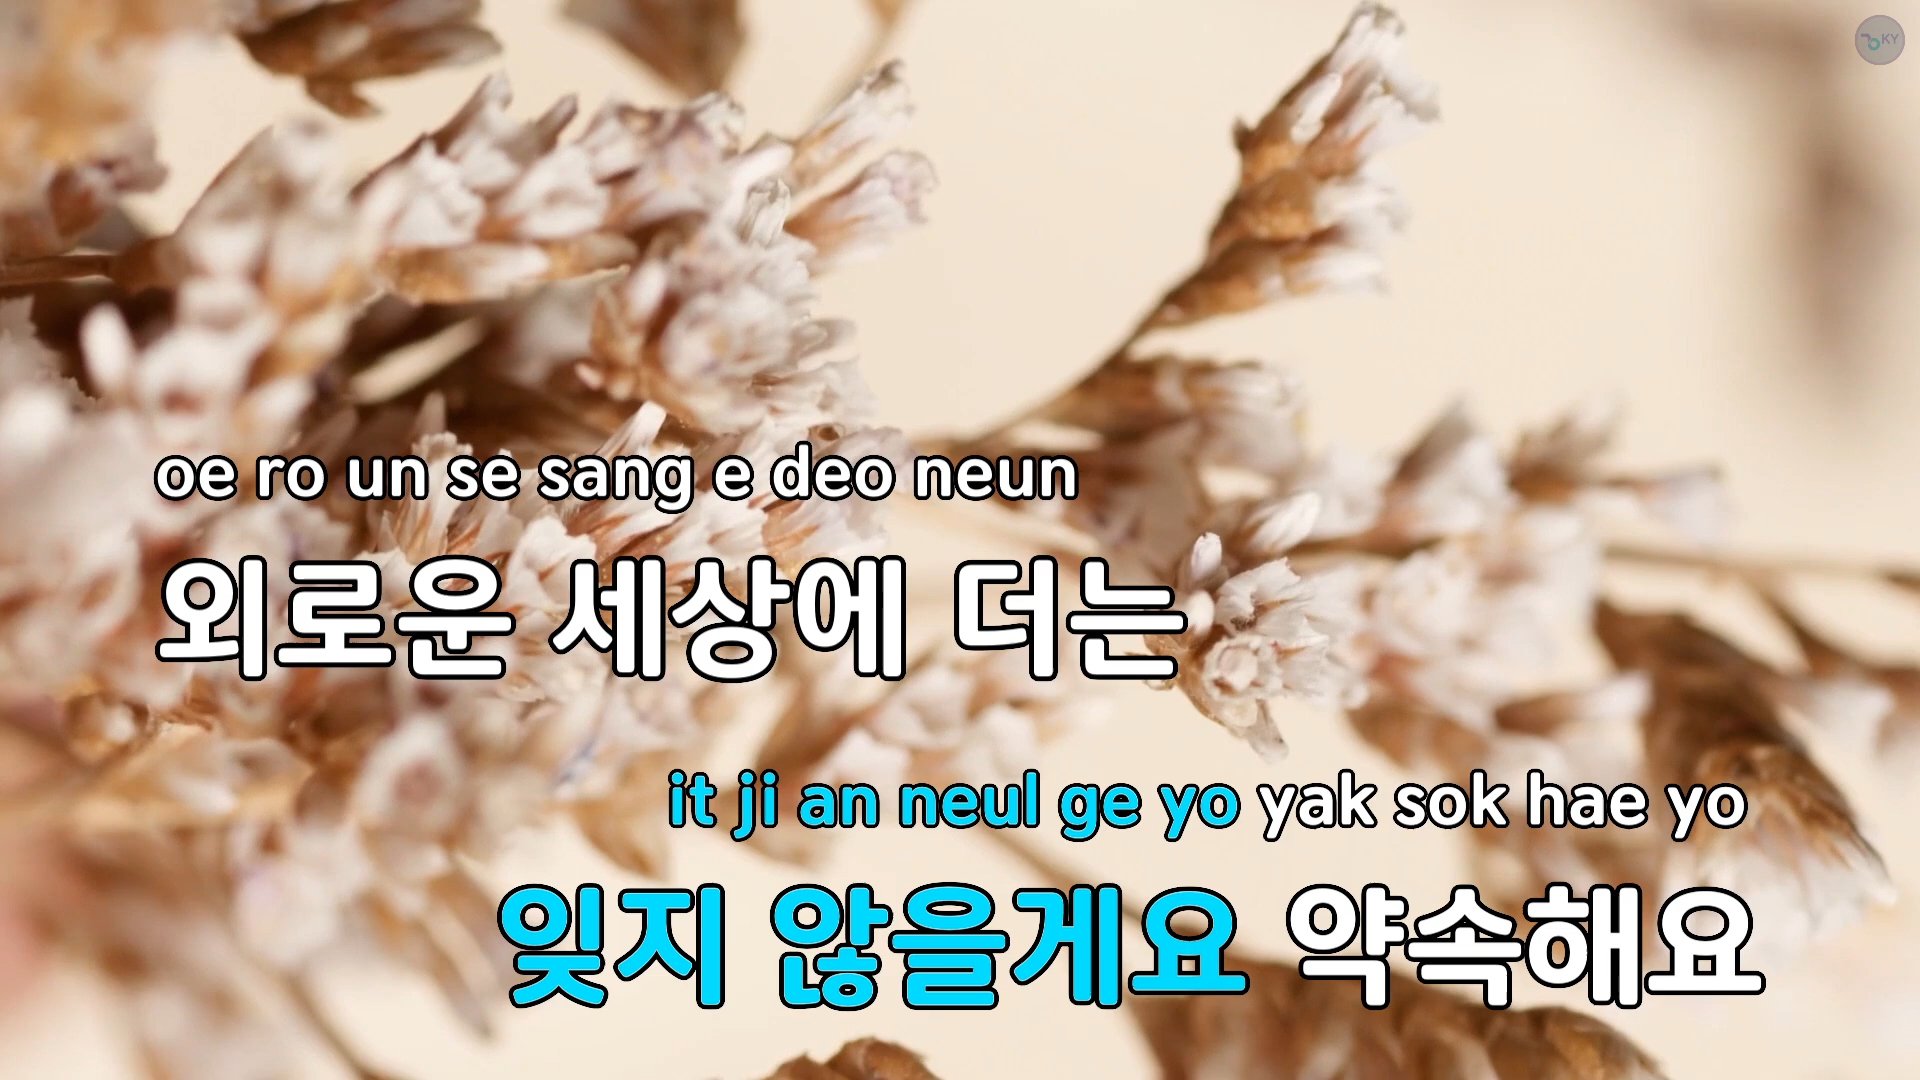 KY
oe ro un se sang e deo neun
외로운 세상에 더는
it ji an neul ge yo yak sok hae yo
잊지 않을게요 약속해요